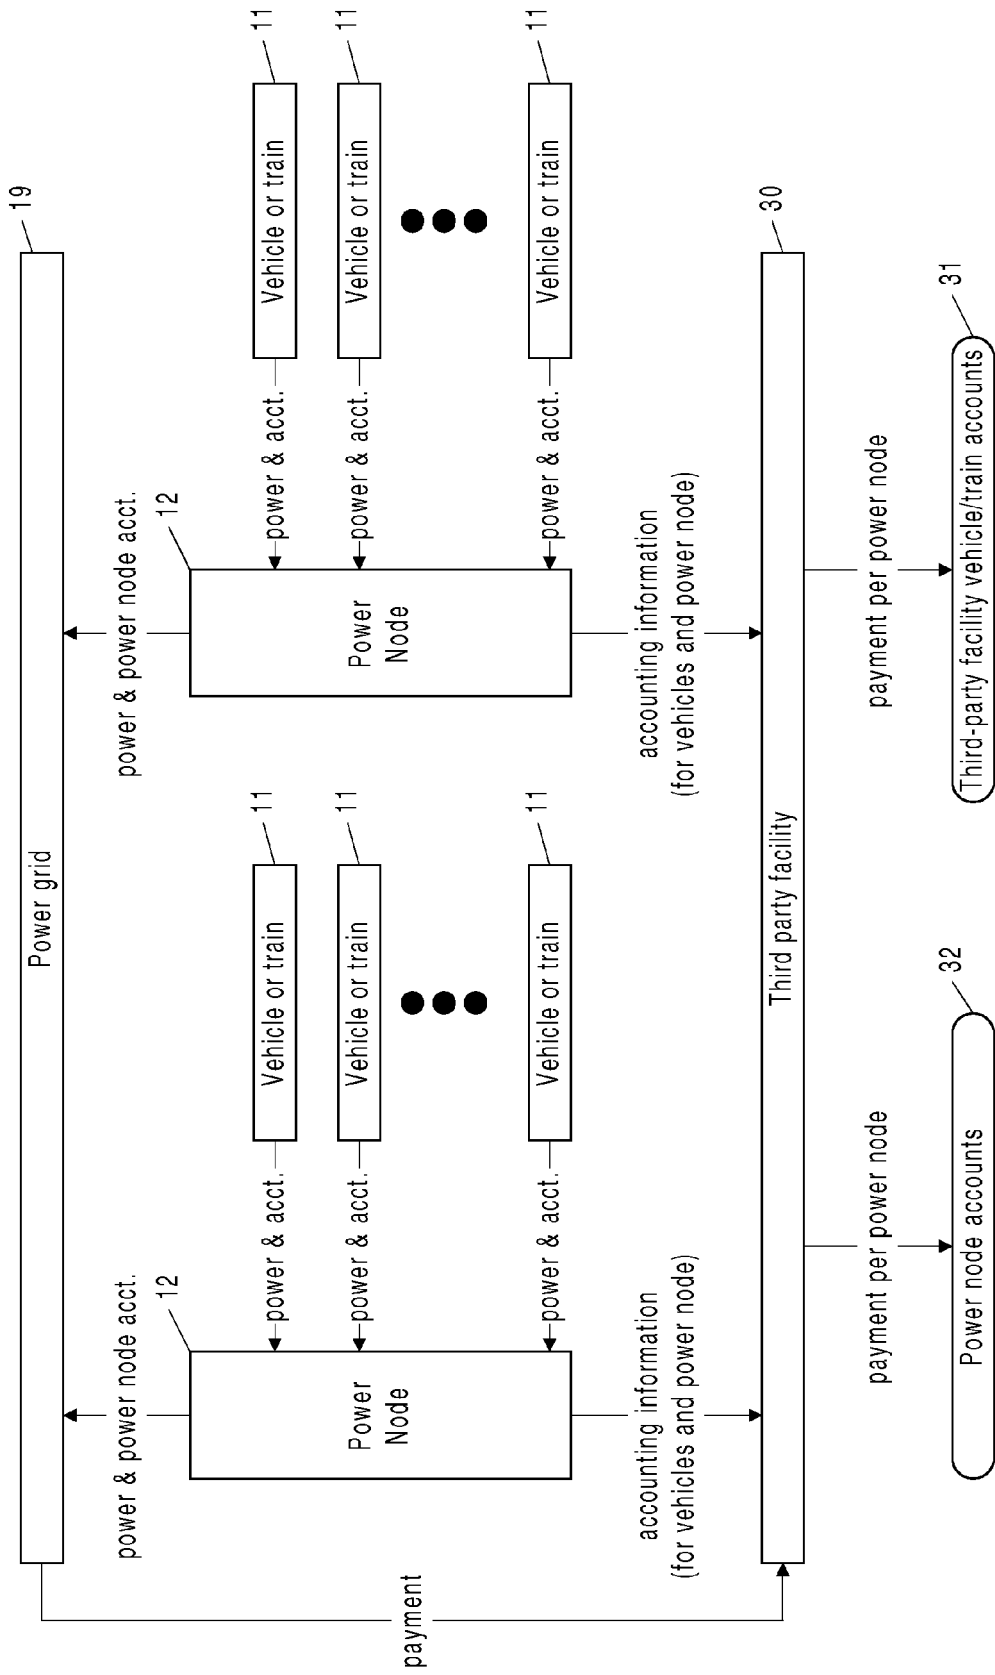 Power grid
19
power & power node acct.
power & power node acct.
12
12
Power
Node
Power
Node
power & acct.
Vehicle or train
11
power & acct.
Vehicle or train
11
power & acct.
Vehicle or train
11
power & acct.
Vehicle or train
11
power & acct.
Vehicle or train
11
power & acct.
Vehicle or train
11
payment
accounting information
(for vehicles and power node)
accounting information
(for vehicles and power node)
Third party facility
30
payment per power node
payment per power node
Power node accounts
32
Third-party facility vehicle/train accounts
31